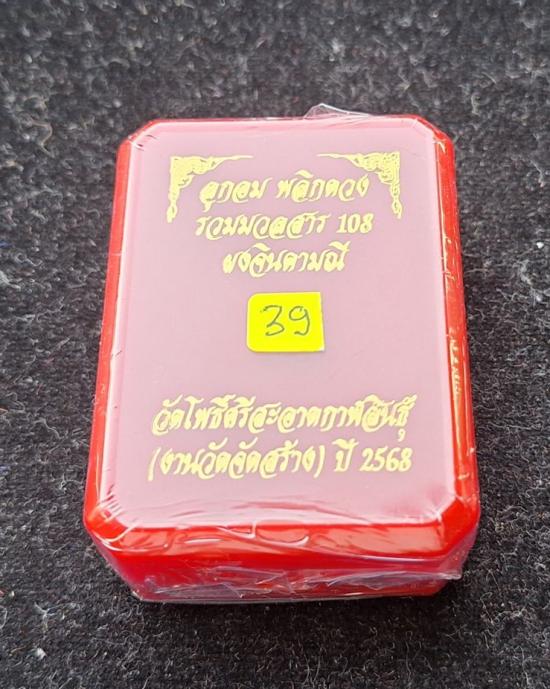 ลูกอม พลิกดวง
รวมมวลสาร 108
ผงจินดามณี
39
วัดโพธิ์ศรีสะอาดกาฬสินธุ์
(งานวัดจัดสร้าง) ปี 2568